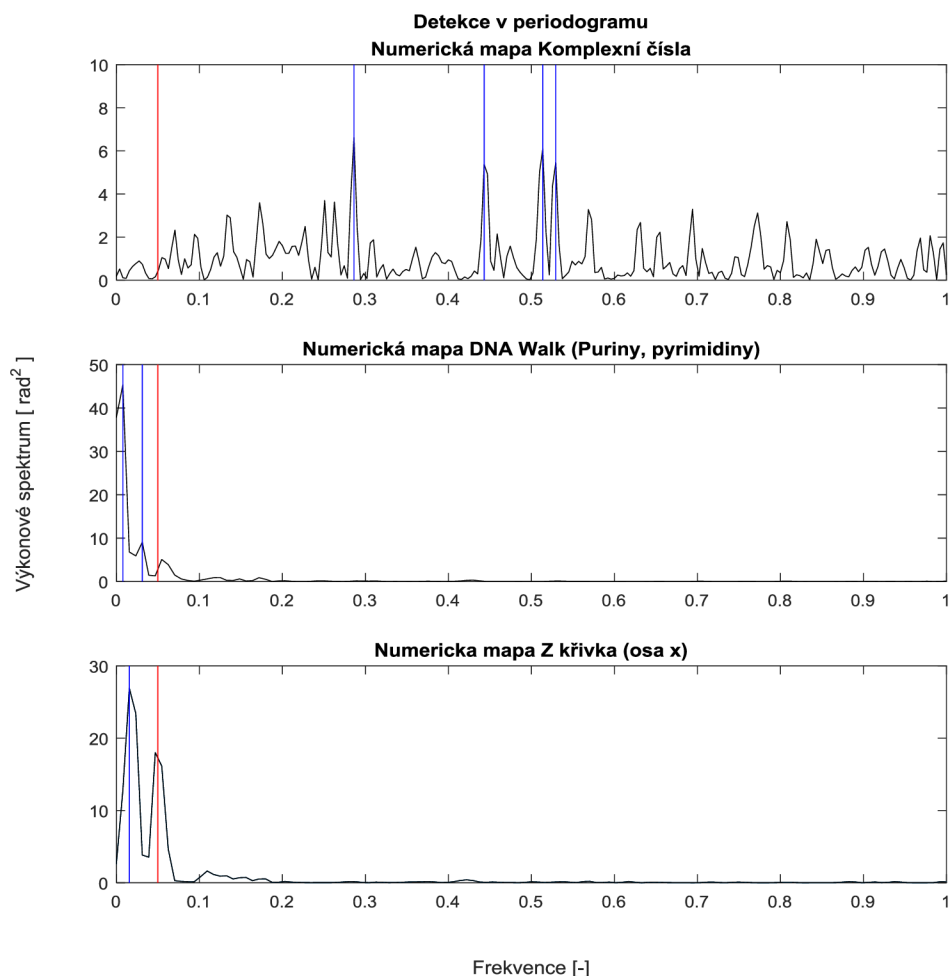 Detekce v periodogramu
Numerická mapa Komplexní čísla
10
8
6
4
2
0
0 0.1 0.2 0.3 0.4 0.5 0.6 0.7 0.8 0.9 1
Numerická mapa DNA Walk (Puriny, pyrimidiny)
50
40
30
20
10
0
0 0.1 0.2 0.3 0.4 0.5 0.6 0.7 0.8 0.9 1
Výkonové spektrum [ rad² ]
Numericka mapa Z křivka (osa x)
30
20
10
0
0 0.1 0.2 0.3 0.4 0.5 0.6 0.7 0.8 0.9 1
Frekvence [-]